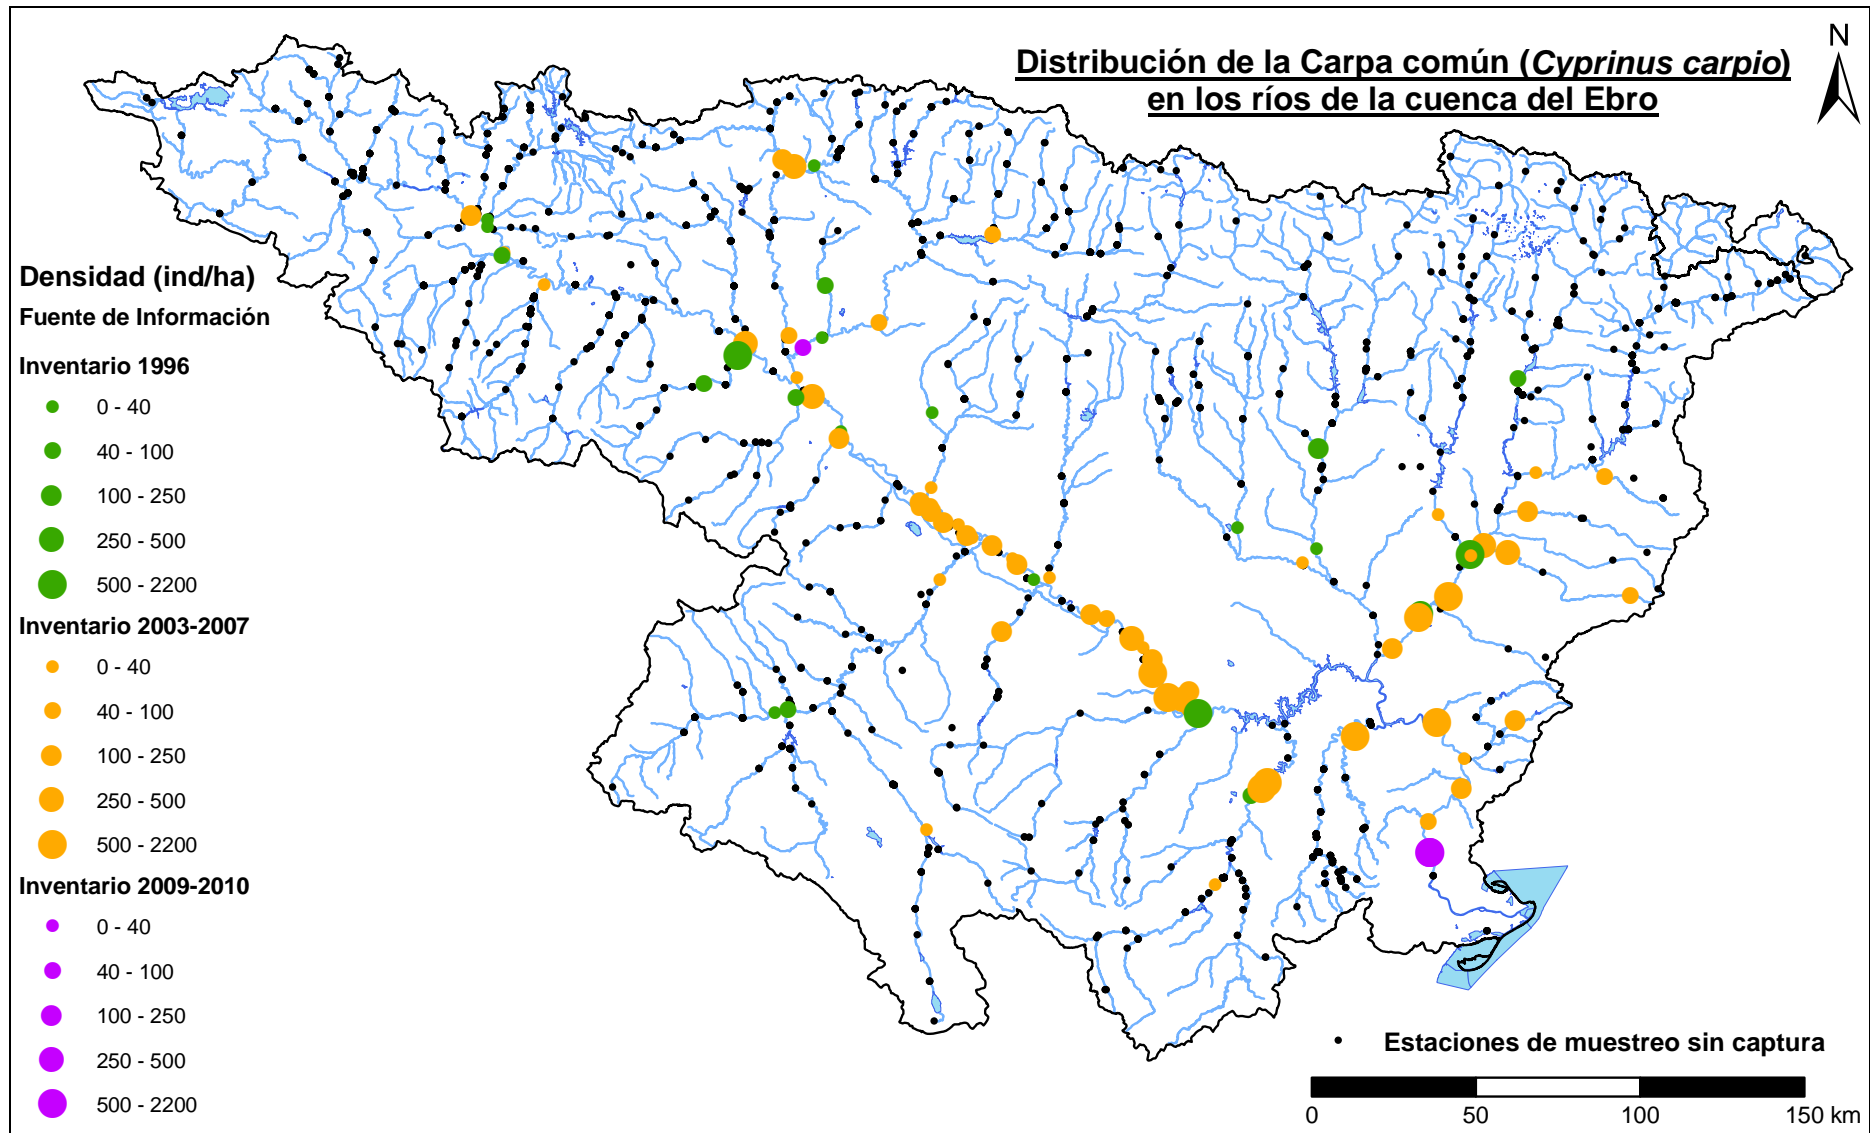 Distribución de la Carpa común (Cyprinus carpio)
en los ríos de la cuenca del Ebro
N
Densidad (ind/ha)
Fuente de Información
Inventario 1996
0 - 40
40 - 100
100 - 250
250 - 500
500 - 2200
Inventario 2003-2007
0 - 40
40 - 100
100 - 250
250 - 500
500 - 2200
Inventario 2009-2010
0 - 40
40 - 100
100 - 250
250 - 500
500 - 2200
Estaciones de muestreo sin captura
0 50 100 150 km